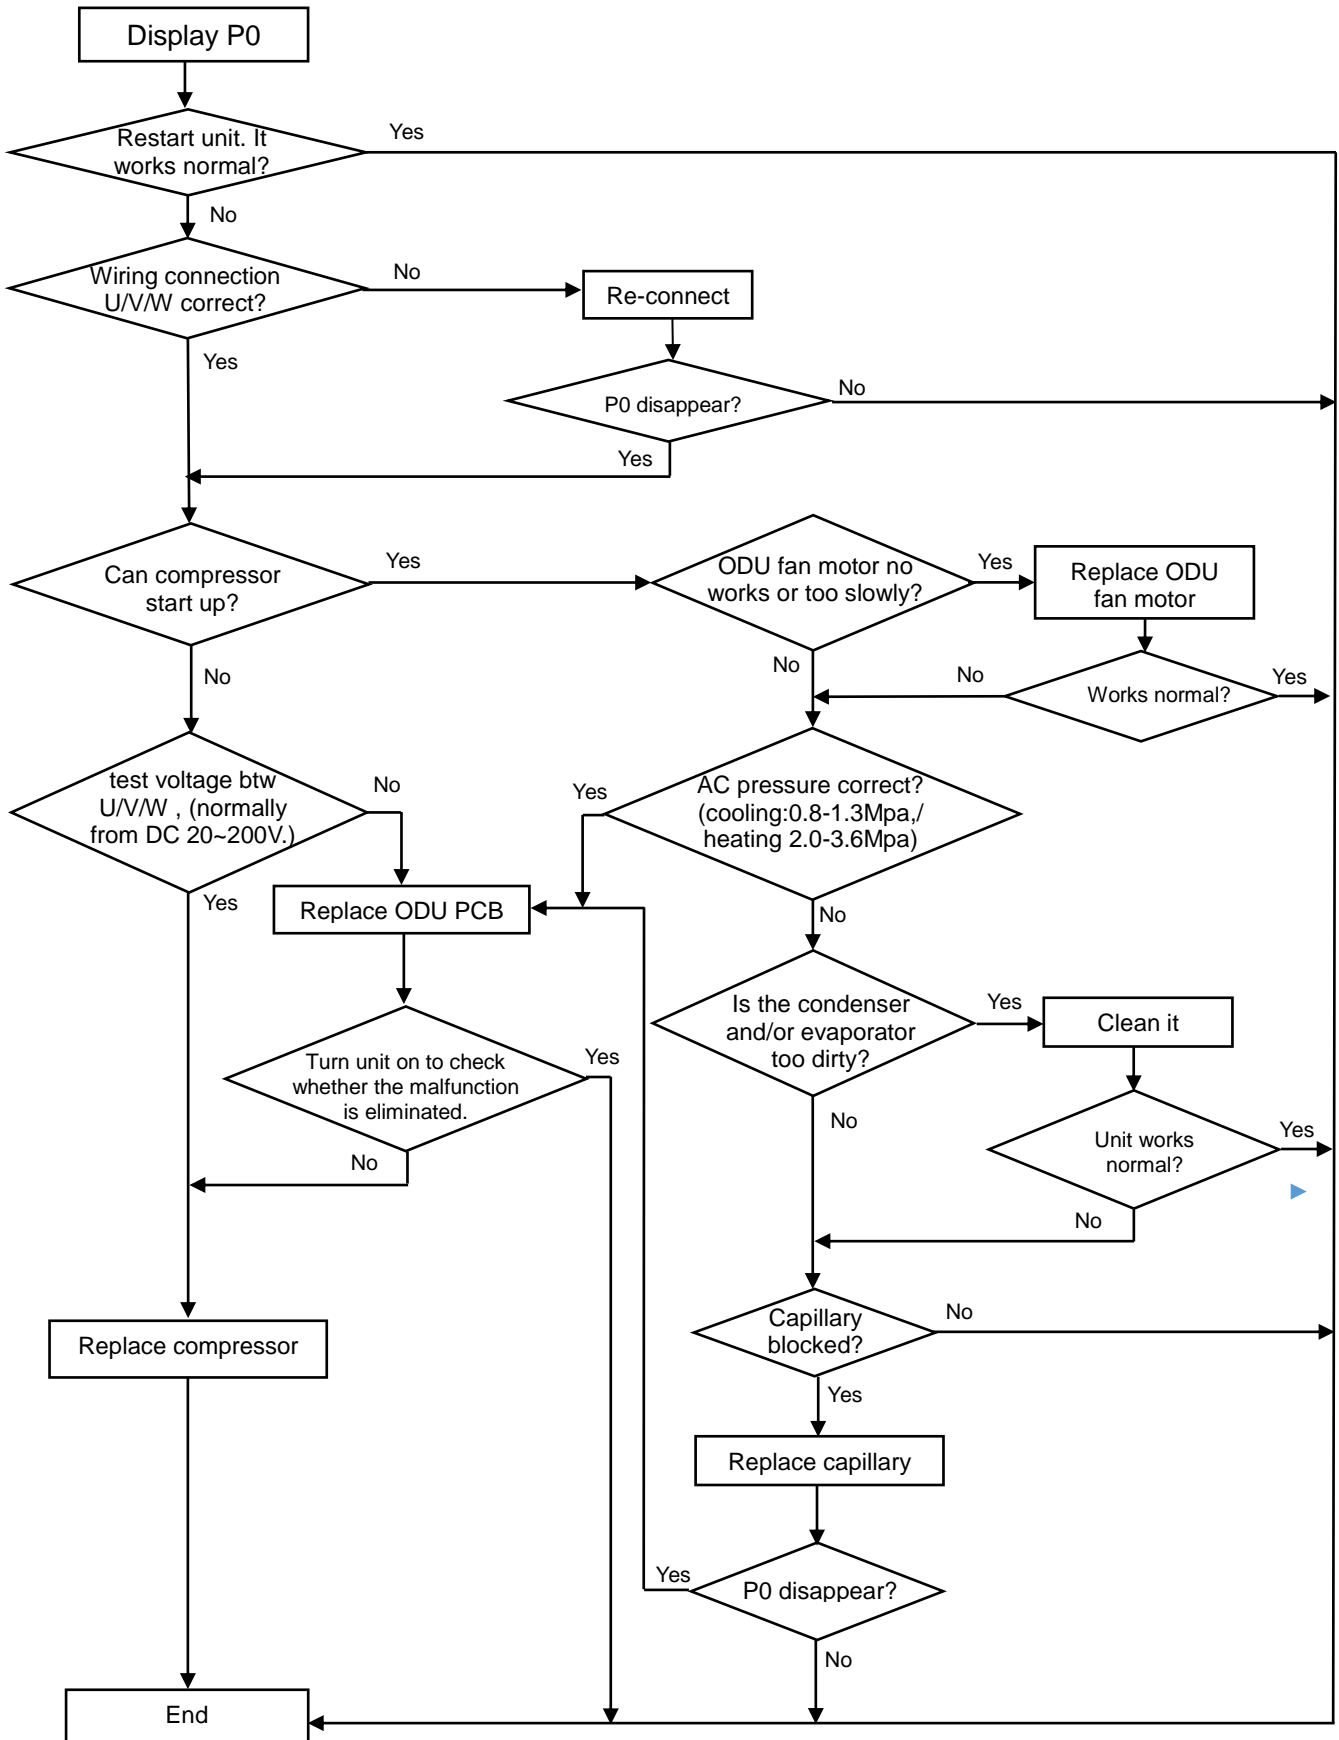 Display P0
Restart unit. It
works normal?
Yes
No
Wiring connection
U/V/W correct?
No
Re-connect
Yes
P0 disappear?
No
Yes
Can compressor
start up?
Yes
ODU fan motor no
works or too slowly?
Yes
Replace ODU
fan motor
No
No
No
Works normal?
Yes
test voltage btw
U/V/W , (normally
from DC 20~200V.)
No
Yes
AC pressure correct?
(cooling:0.8-1.3Mpa,/
heating 2.0-3.6Mpa)
Yes
Replace ODU PCB
No
Is the condenser
and/or evaporator
too dirty?
Yes
Clean it
Turn unit on to check
whether the malfunction
is eliminated.
Yes
No
No
Unit works
normal?
Yes
No
Capillary
blocked?
No
Replace compressor
Yes
Replace capillary
Yes
P0 disappear?
No
End